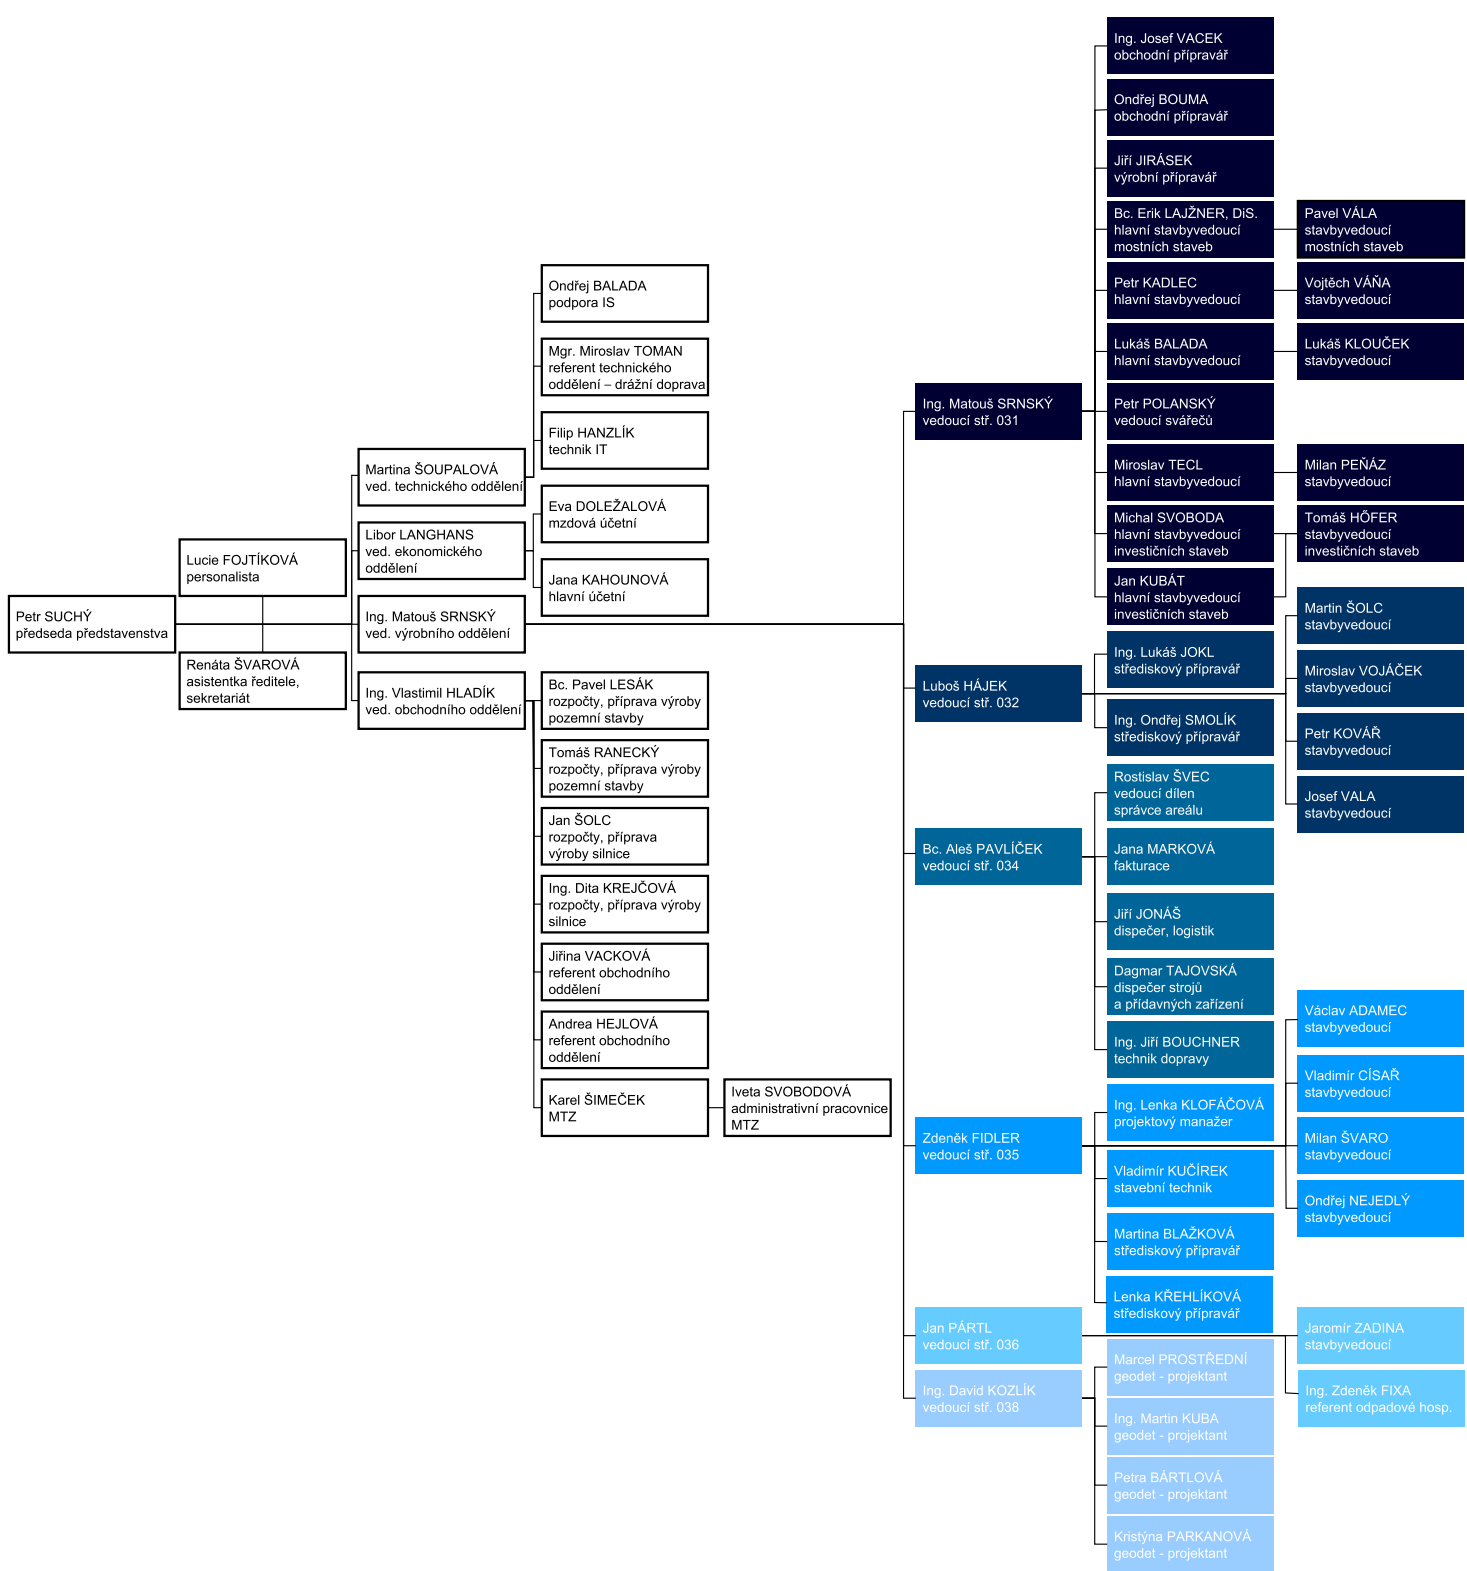 Petr SUCHÝ
předseda představenstva
Lucie FOJTÍKOVÁ
personalista
Renáta ŠVAROVÁ
asistentka ředitele,
sekretariát
Martina ŠOUPALOVÁ
ved. technického oddělení
Libor LANGHANS
ved. ekonomického
oddělení
Ing. Matouš SRNSKÝ
ved. výrobního oddělení
Ing. Vlastimil HLADÍK
ved. obchodního oddělení
Ondřej BALADA
podpora IS
Mgr. Miroslav TOMAN
referent technického
oddělení – drážní doprava
Filip HANZLÍK
technik IT
Eva DOLEŽALOVÁ
mzdová účetní
Jana KAHOUNOVÁ
hlavní účetní
Bc. Pavel LESÁK
rozpočty, příprava výroby
pozemní stavby
Tomáš RANECKÝ
rozpočty, příprava výroby
pozemní stavby
Jan ŠOLC
rozpočty, příprava
výroby silnice
Ing. Dita KREJČOVÁ
rozpočty, příprava výroby
silnice
Jiřina VACKOVÁ
referent obchodního
oddělení
Andrea HEJLOVÁ
referent obchodního
oddělení
Karel ŠIMEČEK
MTZ
Iveta SVOBODOVÁ
administrativní pracovnice
MTZ
Ing. Matouš SRNSKÝ
vedoucí stř. 031
Ing. Josef VACEK
obchodní přípravář
Ondřej BOUMA
obchodní přípravář
Jiří JIRÁSEK
výrobní přípravář
Bc. Erik LAJŽNER, DiS.
hlavní stavbyvedoucí
mostních staveb
Pavel VÁLA
stavbyvedoucí
mostních staveb
Petr KADLEC
hlavní stavbyvedoucí
Vojtěch VÁŇA
stavbyvedoucí
Lukáš BALADA
hlavní stavbyvedoucí
Lukáš KLOUČEK
stavbyvedoucí
Petr POLANSKÝ
vedoucí svářečů
Miroslav TECL
hlavní stavbyvedoucí
Milan PEŇÁZ
stavbyvedoucí
Michal SVOBODA
hlavní stavbyvedoucí
investičních staveb
Tomáš HŐFER
stavbyvedoucí
investičních staveb
Jan KUBÁT
hlavní stavbyvedoucí
investičních staveb
Luboš HÁJEK
vedoucí stř. 032
Ing. Lukáš JOKL
střediskový přípravář
Ing. Ondřej SMOLÍK
střediskový přípravář
Martin ŠOLC
stavbyvedoucí
Miroslav VOJÁČEK
stavbyvedoucí
Petr KOVÁŘ
stavbyvedoucí
Josef VALA
stavbyvedoucí
Bc. Aleš PAVLÍČEK
vedoucí stř. 034
Rostislav ŠVEC
vedoucí dílen
správce areálu
Jana MARKOVÁ
fakturace
Jiří JONÁŠ
dispečer, logistik
Dagmar TAJOVSKÁ
dispečer strojů
a přídavných zařízení
Ing. Jiří BOUCHNER
technik dopravy
Zdeněk FIDLER
vedoucí stř. 035
Ing. Lenka KLOFÁČOVÁ
projektový manažer
Vladimír KUČÍREK
stavební technik
Martina BLAŽKOVÁ
střediskový přípravář
Lenka KŘEHLÍKOVÁ
střediskový přípravář
Václav ADAMEC
stavbyvedoucí
Vladimír CÍSAŘ
stavbyvedoucí
Milan ŠVARO
stavbyvedoucí
Ondřej NEJEDLÝ
stavbyvedoucí
Jan PÁRTL
vedoucí stř. 036
Jaromír ZADINA
stavbyvedoucí
Ing. Zdeněk FIXA
referent odpadové hosp.
Ing. David KOZLÍK
vedoucí stř. 038
Marcel PROSTŘEDNÍ
geodet - projektant
Ing. Martin KUBA
geodet - projektant
Petra BÁRTLOVÁ
geodet - projektant
Kristýna PARKANOVÁ
geodet - projektant